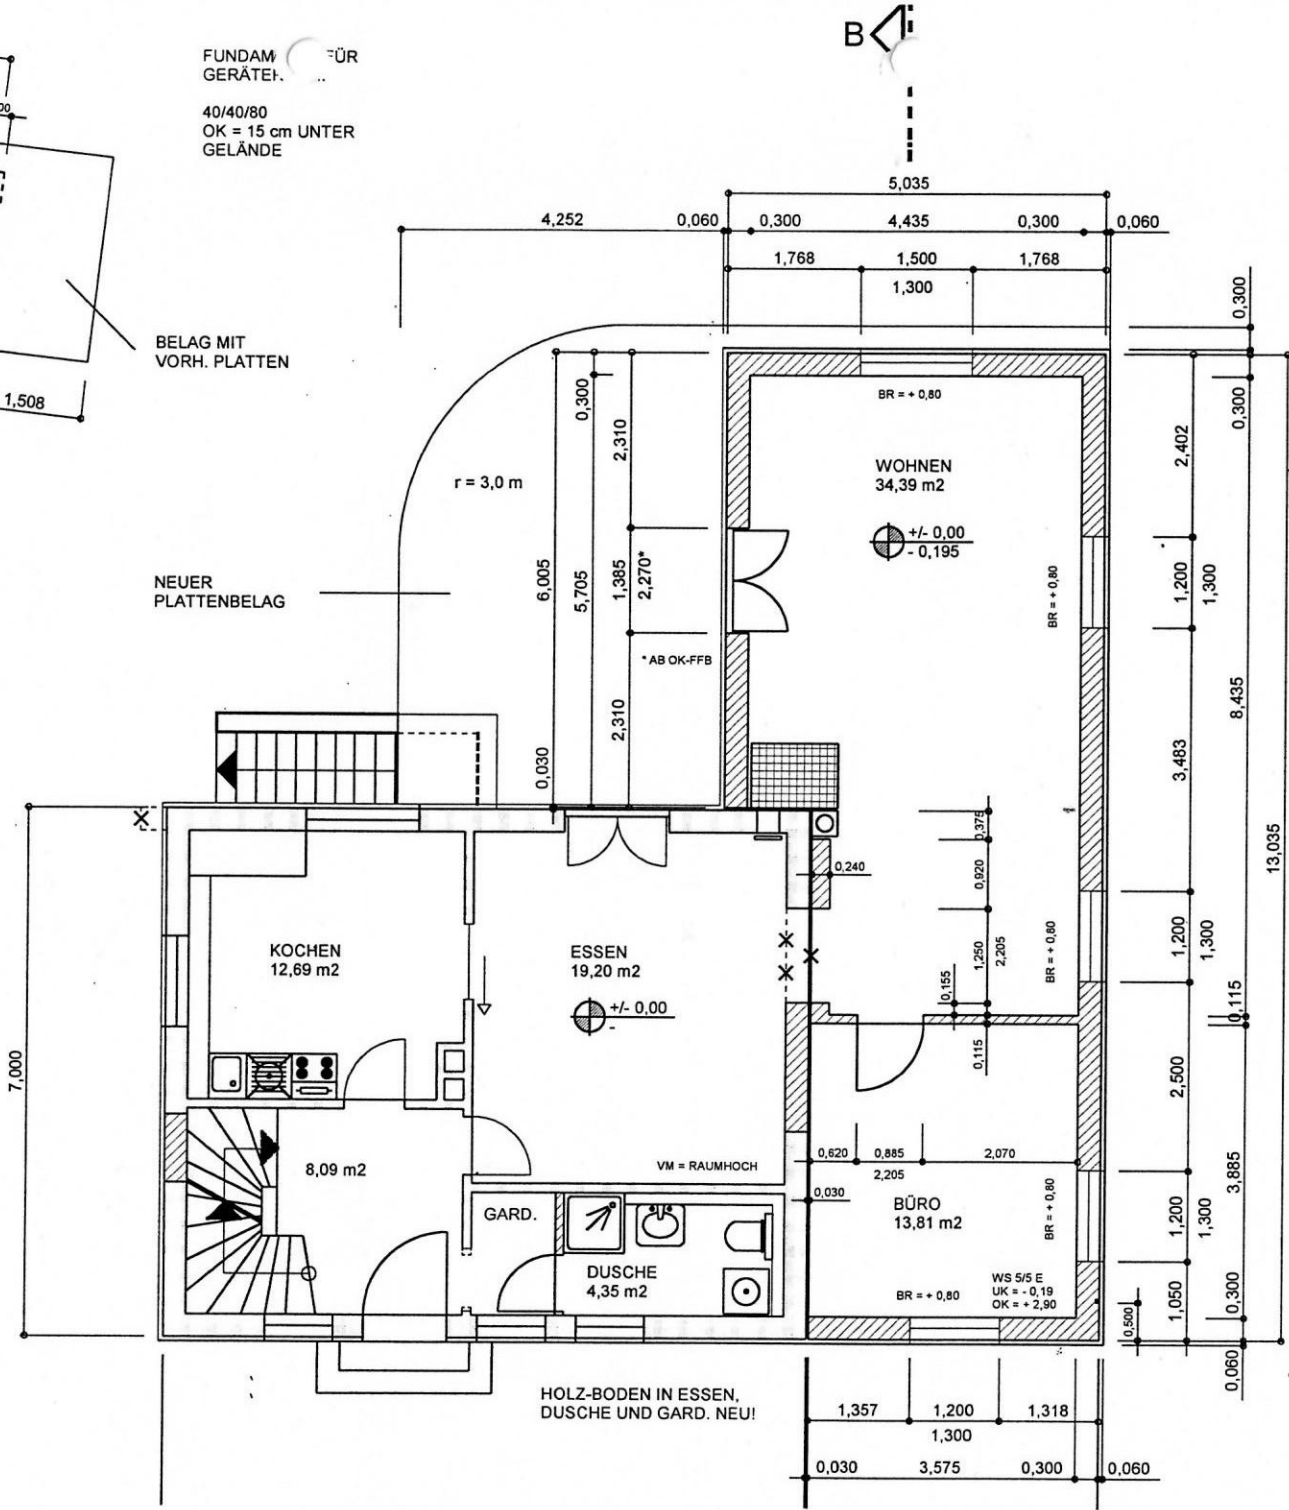 B
FÜR
40/40/80
OK = 15 cm UNTER
GELÄNDE
5,035
4,252 0,060 0,300 4,435 0,300 0,060
1,768 1,500 1,768
1,300
0,300
BELAG MIT
VORH. PLATTEN
1,508
BR = + 0,80
0,300
0,300
2,310
2,402
WOHNEN
34,39 m2
r = 3,0 m
+/- 0,00
- 0,195
NEUER
PLATTENBELAG
6,005
5,705
1,385
2,270*
BR = + 0,80
1,200
1,300
* AB OK-FFB
2,310
0,030
8,435
3,483
13,035
7,000
0,375
0,240
0,920
KOCHEN
12,69 m2
ESSEN
19,20 m2
+/- 0,00
-
1,250
2,205
BR = + 0,80
1,200
1,300
0,155
0,115
0,115
2,500
8,09 m2
VM = RAUMHOCH
0,620 0,885 2,070
2,205
0,030
3,885
GARD.
BÜRO
13,81 m2
BR = + 0,80
1,200
1,300
DUSCHE
4,35 m2
BR = + 0,80
WS 5/5 E
UK = - 0,19
OK = + 2,90
0,500
1,050
0,300
0,060
HOLZ-BODEN IN ESSEN,
DUSCHE UND GARD. NEU!
1,357 1,200 1,318
1,300
0,030 3,575 0,300 0,060